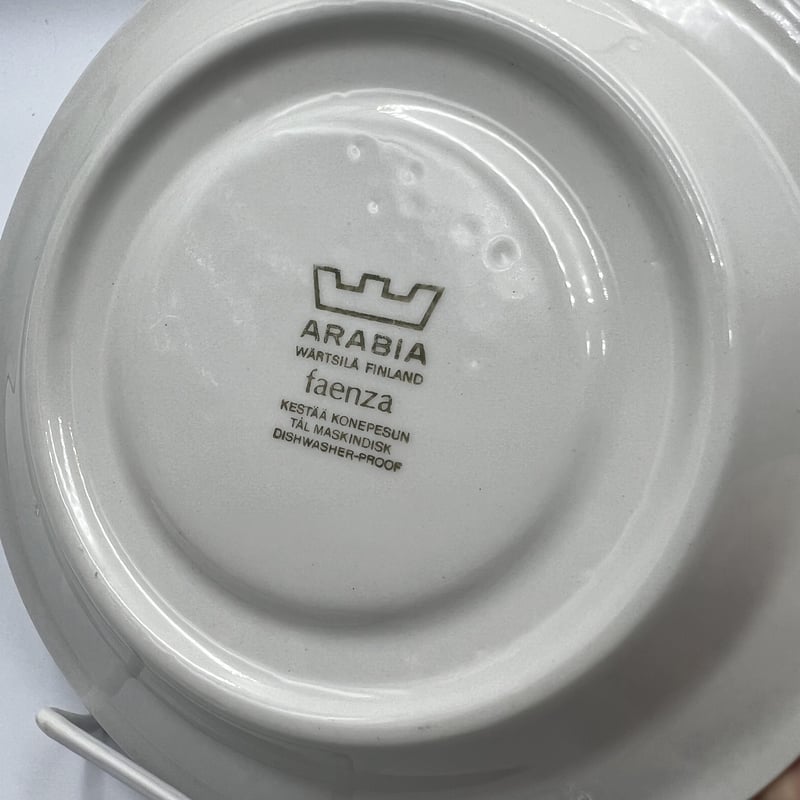 ARABIA
WÄRTSILÄ FINLAND
faenza
KESTÄÄ KONEPESUN
TÅL MASKINDISK
DISHWASHER-PROOF